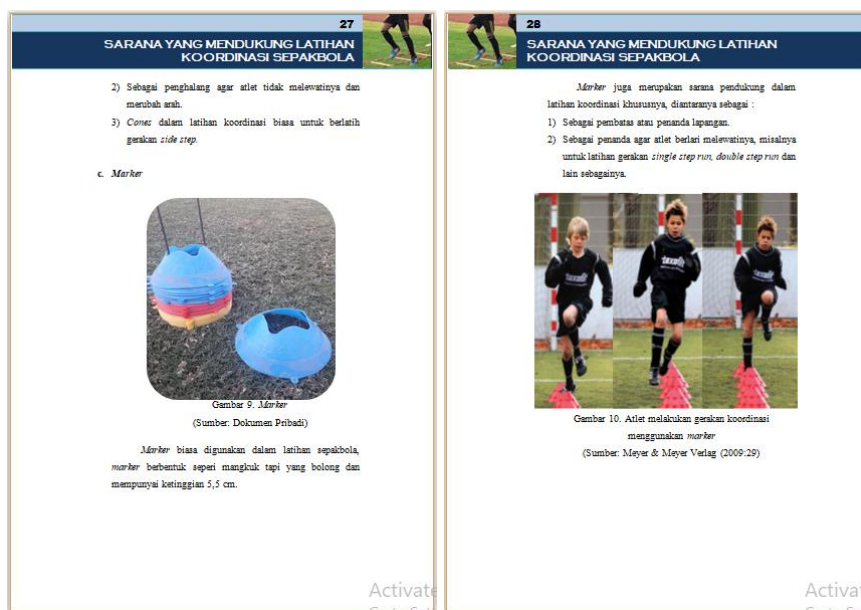 27
SARANA YANG MENDUKUNG LATIHAN
KOORDINASI SEPAKBOLA
2) Sebagai penghalang agar atlet tidak melewatinya dan
merubah arah.
3) Cones dalam latihan koordinasi biasa untuk berlatih
gerakan side step.
c. Marker
Gambar 9. Marker
(Sumber: Dokumen Pribadi)
Marker biasa digunakan dalam latihan sepakbola,
marker berbentuk seperi mangkuk tapi yang bolong dan
mempunyai ketinggian 5,5 cm.
Activate
28
SARANA YANG MENDUKUNG LATIHAN
KOORDINASI SEPAKBOLA
Marker juga merupakan sarana pendukung dalam
latihan koordinasi khususnya, diantaranya sebagai :
1) Sebagai pembatas atau penanda lapangan.
2) Sebagai penanda agar atlet berlari melewatinya, misalnya
untuk latihan gerakan single step run, double step run dan
lain sebagainya.
Gambar 10. Atlet melakukan gerakan koordinasi
menggunakan marker
(Sumber: Meyer & Meyer Verlag (2009:29)
Activa